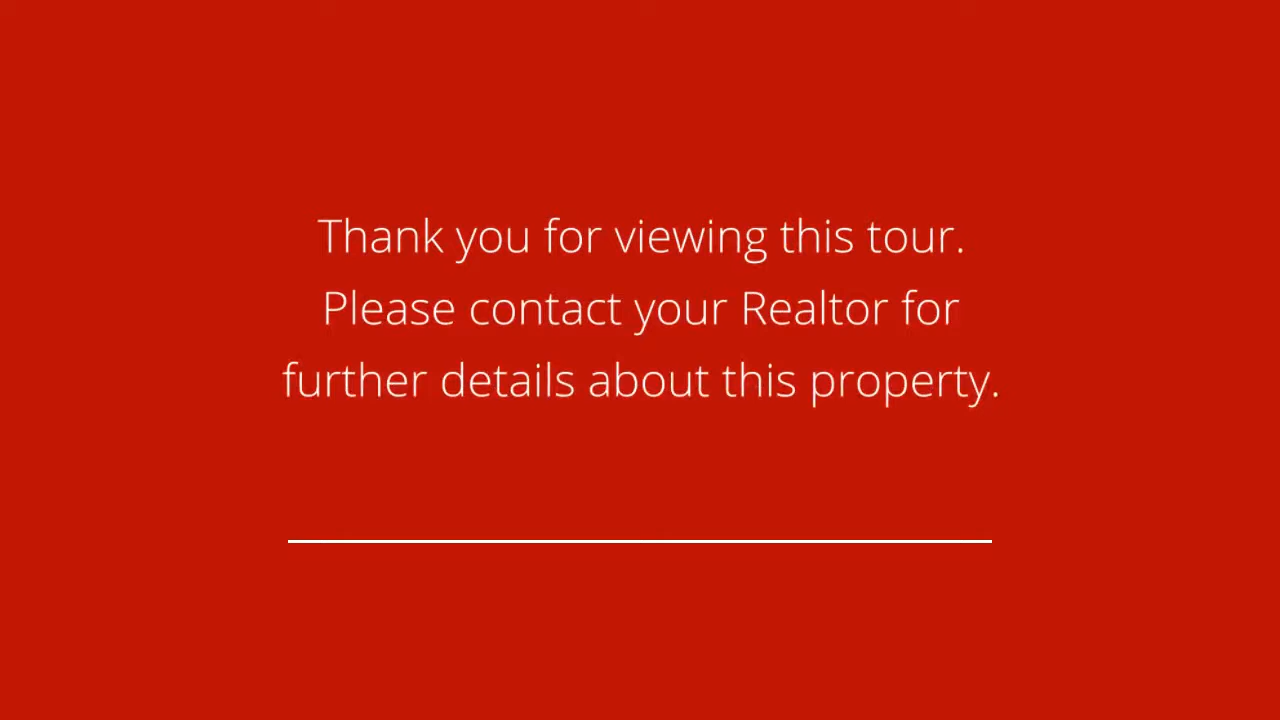 Thank you for viewing this tour.
Please contact your Realtor for
further details about this property.